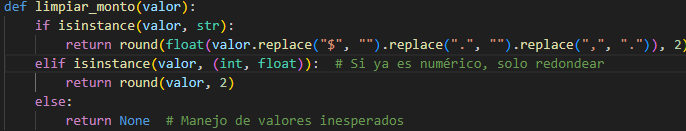 def limpiar_monto(valor):
    if isinstance(valor, str):
        return round(float(valor.replace("$", "").replace(".", "").replace(",", ".")), 2)
    elif isinstance(valor, (int, float)):  # Si ya es numérico, solo redondear
        return round(valor, 2)
    else:
        return None  # Manejo de valores inesperados